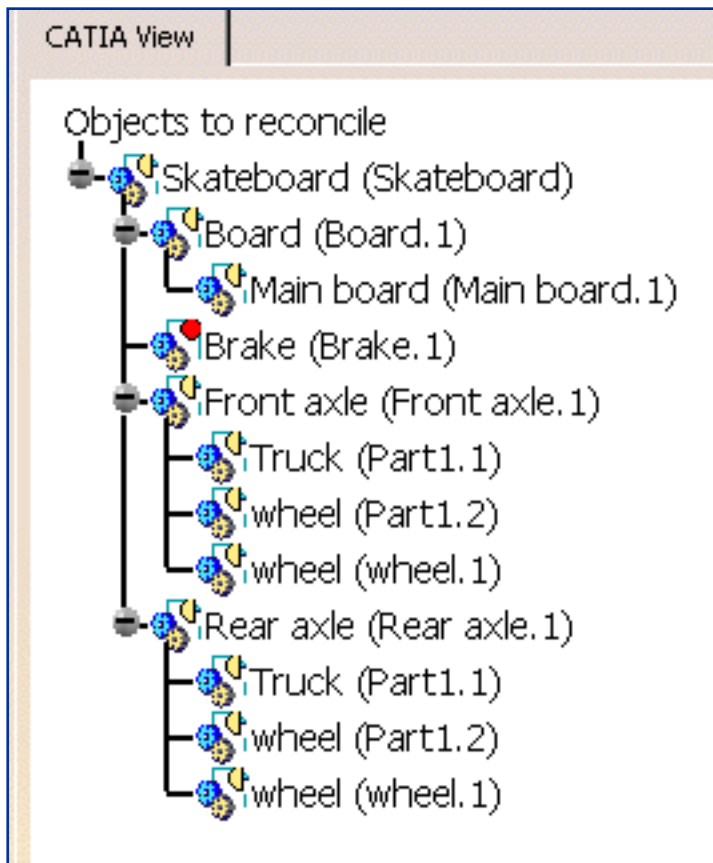 CATIA View
Objects to reconcile
Skateboard (Skateboard)
Board (Board.1)
Main board (Main board.1)
Brake (Brake.1)
Front axle (Front axle.1)
Truck (Part1.1)
wheel (Part1.2)
wheel (wheel.1)
Rear axle (Rear axle.1)
Truck (Part1.1)
wheel (Part1.2)
wheel (wheel.1)